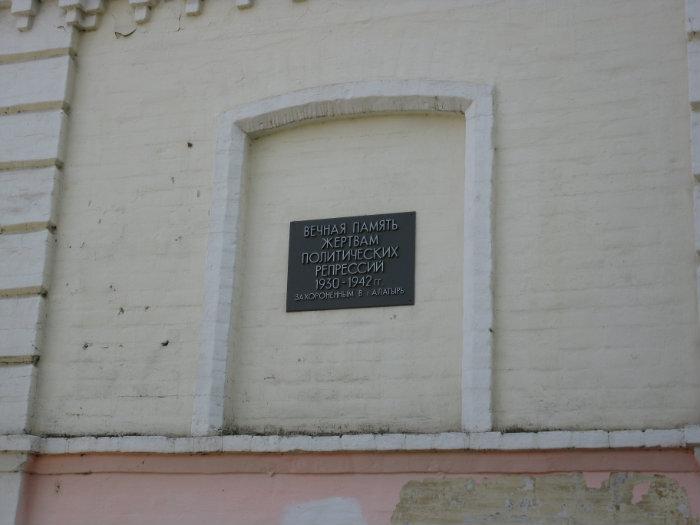 ВЕЧНАЯ ПАМЯТЬ
ЖЕРТВАМ
ПОЛИТИЧЕСКИХ
РЕПРЕССИЙ
1930-1942 гг.
ЗАХОРОНЕННЫМ В г. АЛАТЫРЬ